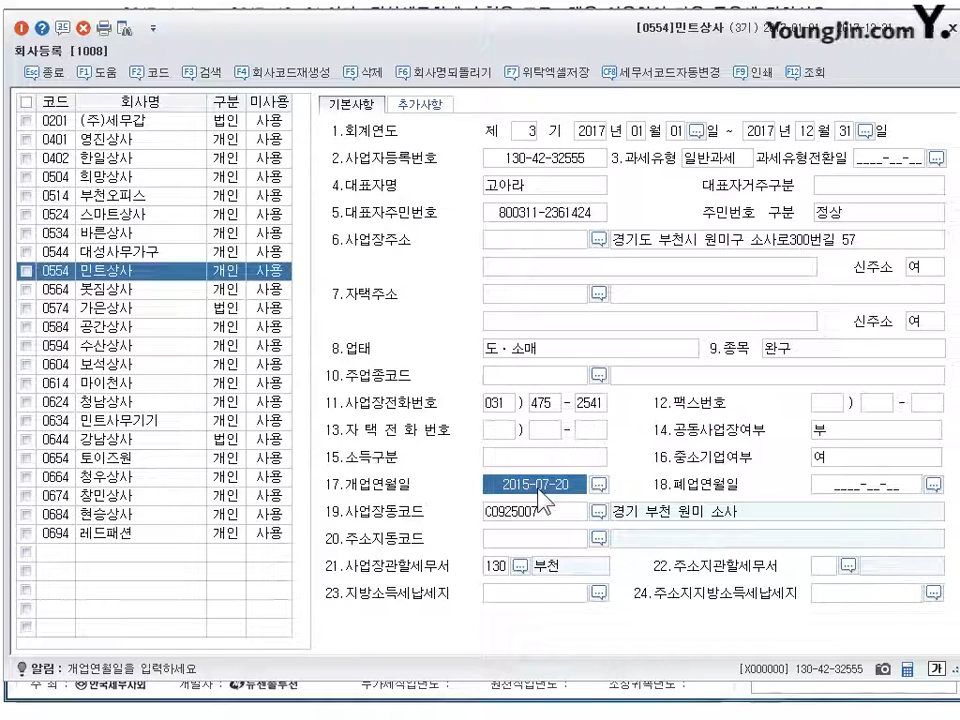 [0554]민트상사 (3기)
Younglin.com Y.
회사등록 [1008]
Esc 종료 F1 도움 F2 코드 F3 검색 F4 회사코드재생성 F5 삭제 F6 회사명되돌리기 F7 위탁엑셀저장 CF8 세무서코드자동변경 F9 인쇄 F12 조회
코드 회사명 구분 미사용
0201 (주)세무갑 법인 사용
0401 영진상사 개인 사용
0402 한일상사 개인 사용
0504 희망상사 개인 사용
0514 부천오피스 개인 사용
0524 스마트상사 개인 사용
0534 바른상사 개인 사용
0544 대성사무가구 개인 사용
0554 민트상사 개인 사용
0564 봇짐상사 개인 사용
0574 가은상사 법인 사용
0584 공간상사 개인 사용
0594 수산상사 개인 사용
0604 보석상사 개인 사용
0614 마이천사 개인 사용
0624 청남상사 개인 사용
0634 민트사무기기 개인 사용
0644 강남상사 법인 사용
0654 토이즈원 개인 사용
0664 청우상사 개인 사용
0674 창민상사 개인 사용
0684 현승상사 개인 사용
0694 레드패션 개인 사용
기본사항 추가사항
1.회계연도 제 3 기 2017 년 01 월 01 일 ~ 2017 년 12 월 31 일
2.사업자등록번호 130-42-32555 3.과세유형 일반과세 과세유형전환일 ____-__-__
4.대표자명 고아라 대표자거주구분
5.대표자주민번호 800311-2361424 주민번호 구분 정상
6.사업장주소 경기도 부천시 원미구 소사로300번길 57
신주소 여
7.자택주소
신주소 여
8.업태 도·소매 9.종목 완구
10.주업종코드
11.사업장전화번호 031 ) 475 - 2541 12.팩스번호 ) -
13.자 택 전 화 번호 ) - 14.공동사업장여부 부
15.소득구분 16.중소기업여부 여
17.개업연월일 2015-07-20 18.폐업연월일 ____-__-__
19.사업장동코드 C0925007 경기 부천 원미 소사
20.주소지동코드
21.사업장관할세무서 130 부천 22.주소지관할세무서
23.지방소득세납세지 24.주소지지방소득세납세지
알림 : 개업연월일을 입력하세요 [X000000] 130-42-32555 가
한국세무사회 개발사 : 뉴젠솔루션